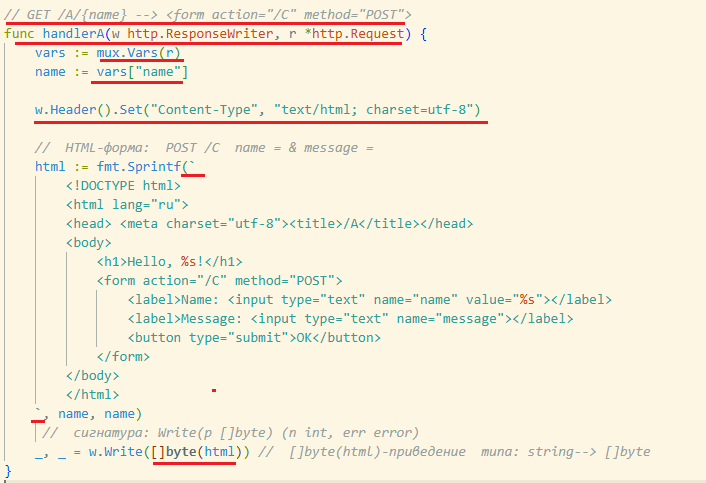 // GET /A/{name} --> <form action="/C" method="POST">
func handlerA(w http.ResponseWriter, r *http.Request) {
    vars := mux.Vars(r)
    name := vars["name"]

    w.Header().Set("Content-Type", "text/html; charset=utf-8")

    //  HTML-форма:  POST /C  name = & message =
    html := fmt.Sprintf(`
        <!DOCTYPE html>
        <html lang="ru">
        <head> <meta charset="utf-8"><title>/A</title></head>
        <body>
            <h1>Hello, %s!</h1>
            <form action="/C" method="POST">
                <label>Name: <input type="text" name="name" value="%s"></label>
                <label>Message: <input type="text" name="message"></label>
                <button type="submit">OK</button>
            </form>
        </body>
        </html>
    `, name, name)
     //  сигнатура: Write(p []byte) (n int, err error)
    _, _ = w.Write([]byte(html)) //  []byte(html)-приведение  типа: string--> []byte
}